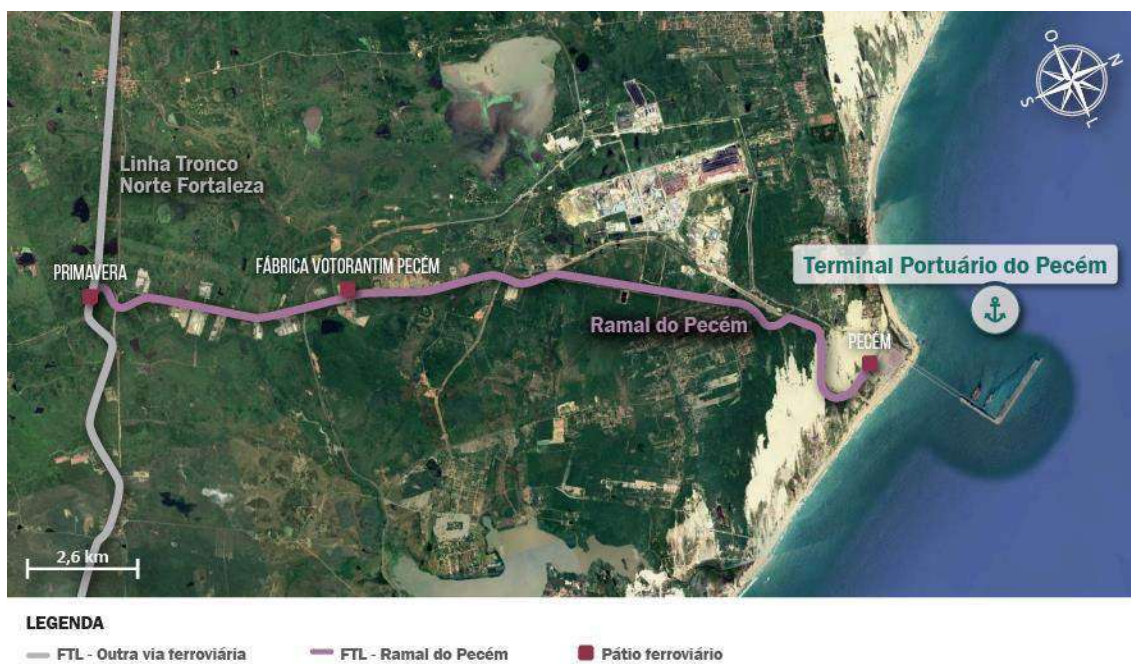 O
N
S
L
Linha Tronco
Norte Fortaleza
PRIMAVERA
FÁBRICA VOTORANTIM PECÉM
Terminal Portuário do Pecém
Ramal do Pecém
PECÉM
2,6 km
LEGENDA
FTL - Outra via ferroviária
FTL - Ramal do Pecém
Pátio ferroviário